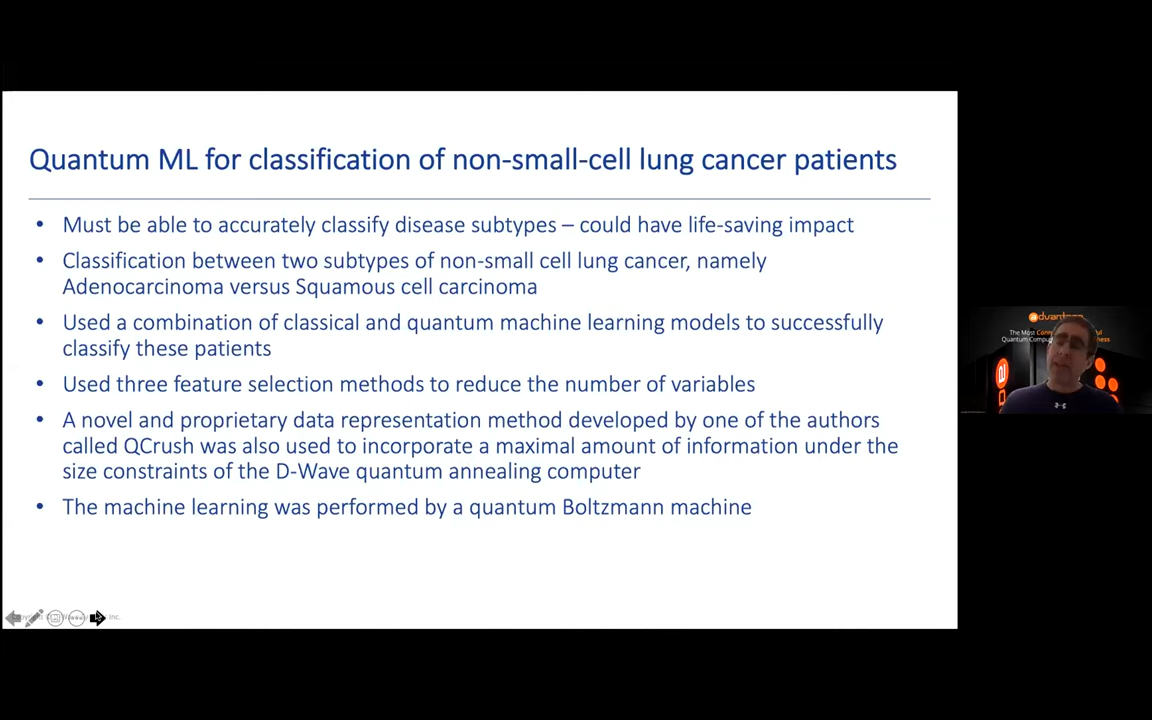 Quantum ML for classification of non-small-cell lung cancer patients
• Must be able to accurately classify disease subtypes – could have life-saving impact
• Classification between two subtypes of non-small cell lung cancer, namely
Adenocarcinoma versus Squamous cell carcinoma
• Used a combination of classical and quantum machine learning models to successfully
classify these patients
• Used three feature selection methods to reduce the number of variables
• A novel and proprietary data representation method developed by one of the authors
called QCrush was also used to incorporate a maximal amount of information under the
size constraints of the D-Wave quantum annealing computer
• The machine learning was performed by a quantum Boltzmann machine
Inc.
The Most
Quantum